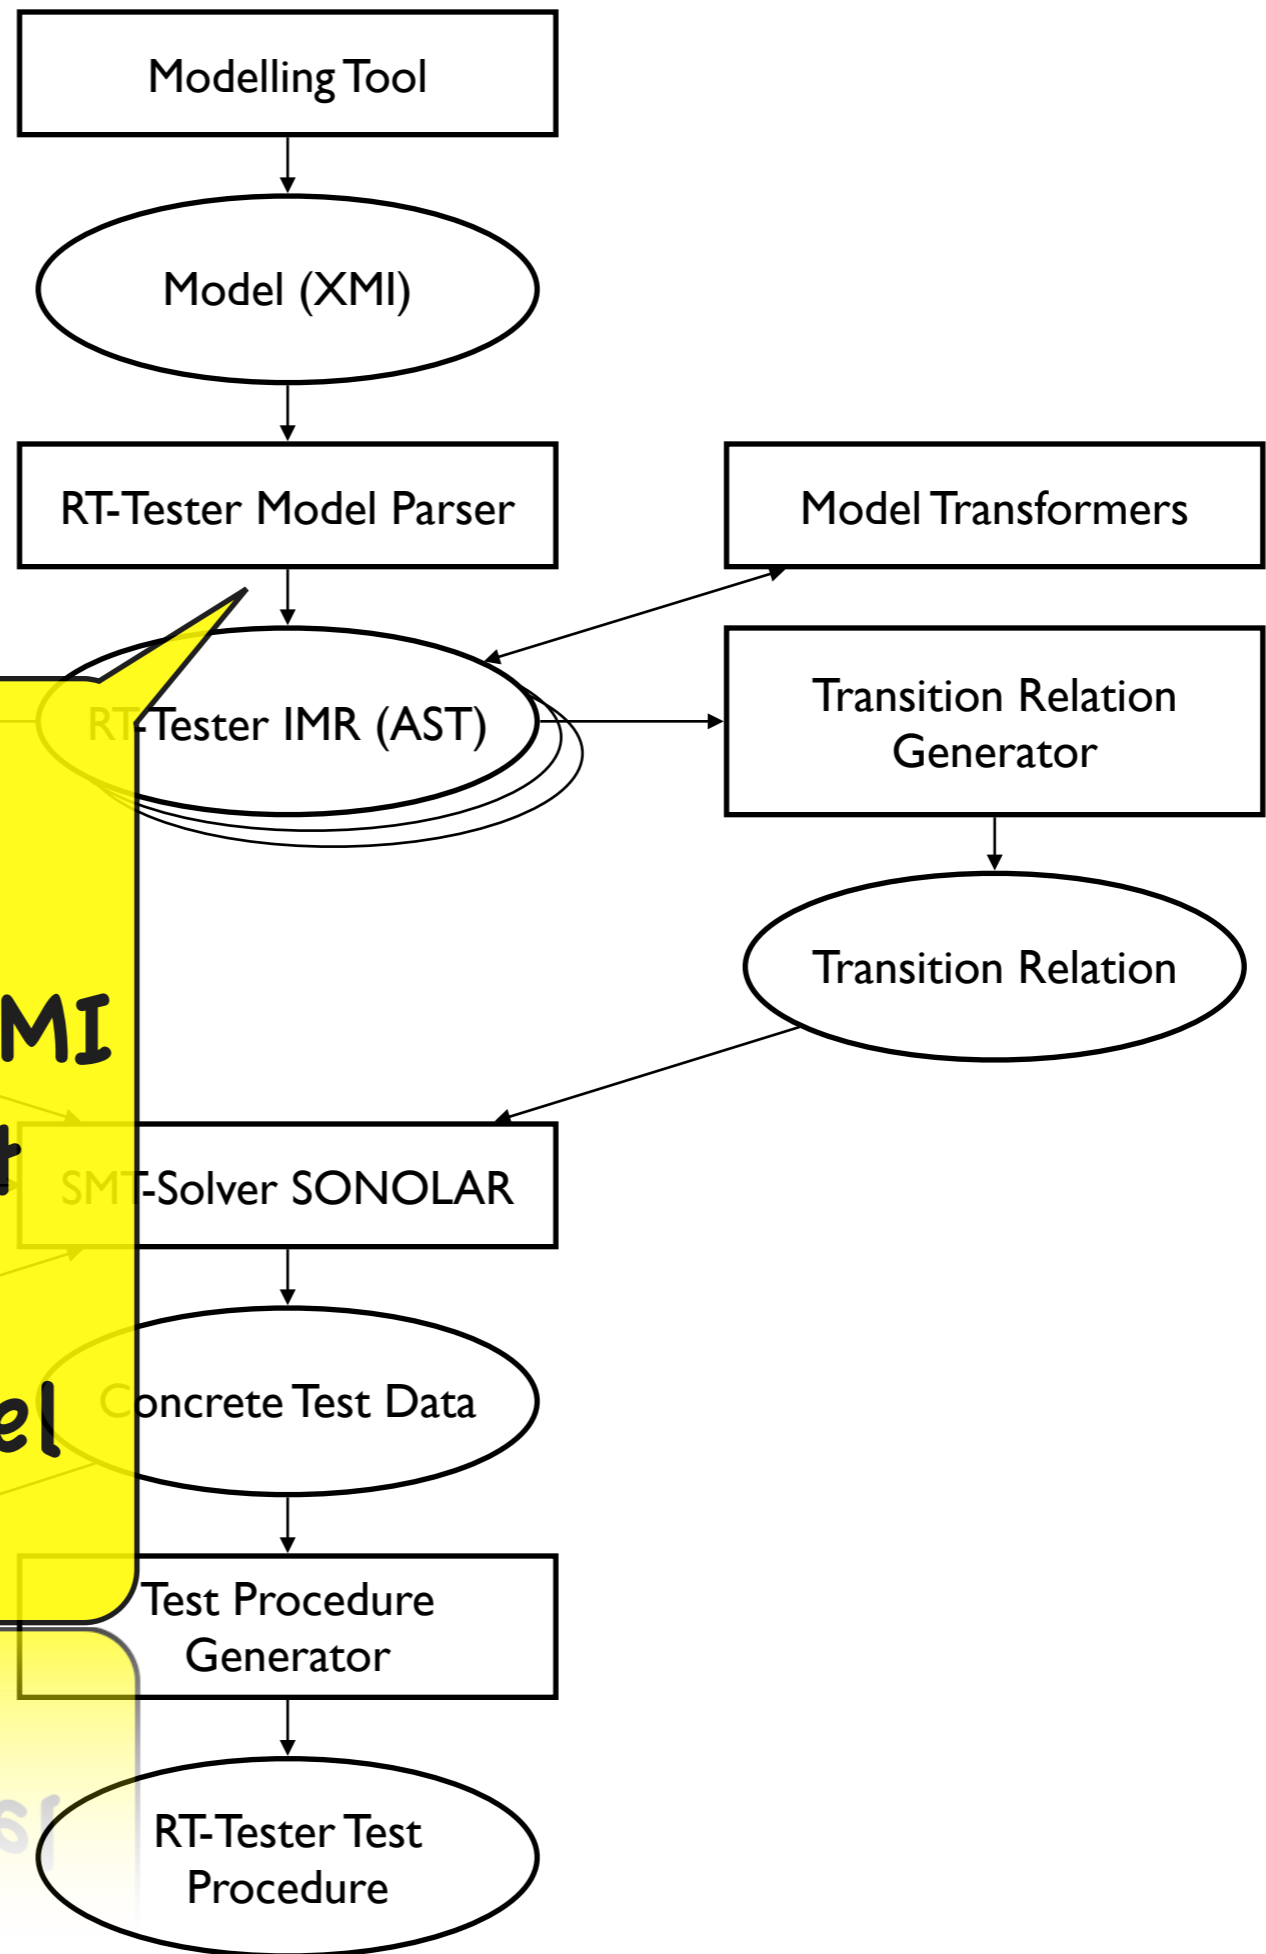 Modelling Tool
Model (XMI)
RT-Tester Model Parser
Model Transformers
RT-Tester IMR (AST)
Transition Relation
Generator
Transition Relation
MI
SMT-Solver SONOLAR
Concrete Test Data
el
Test Procedure
Generator
RT-Tester Test
Procedure